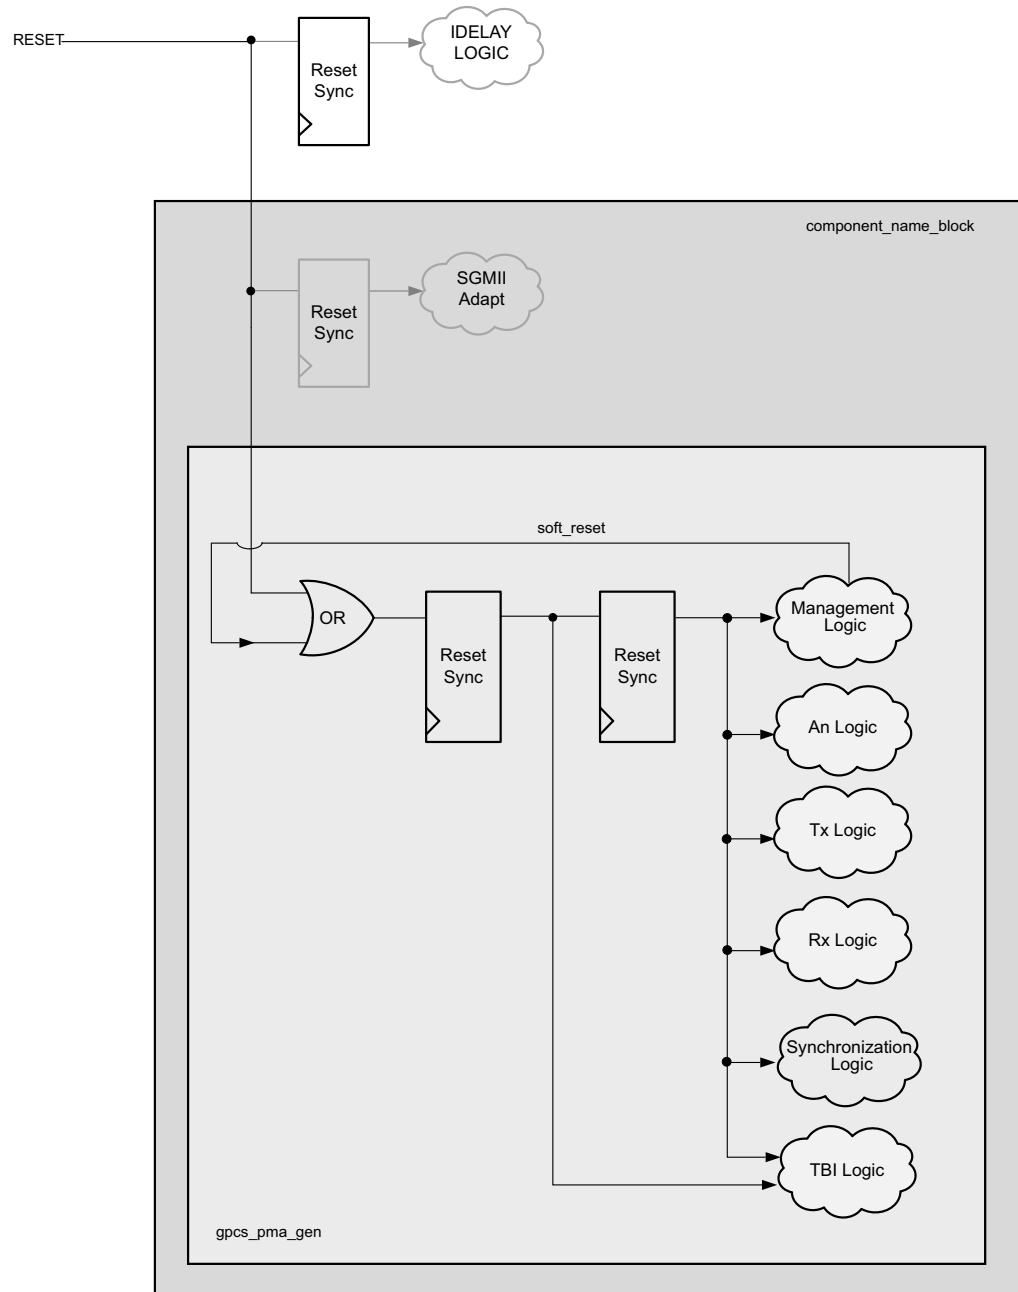 RESET
IDELAY
LOGIC
Reset
Sync
component_name_block
SGMII
Adapt
Reset
Sync
soft_reset
OR
Reset
Sync
Reset
Sync
Management
Logic
An Logic
Tx Logic
Rx Logic
Synchronization
Logic
TBI Logic
gpcs_pma_gen